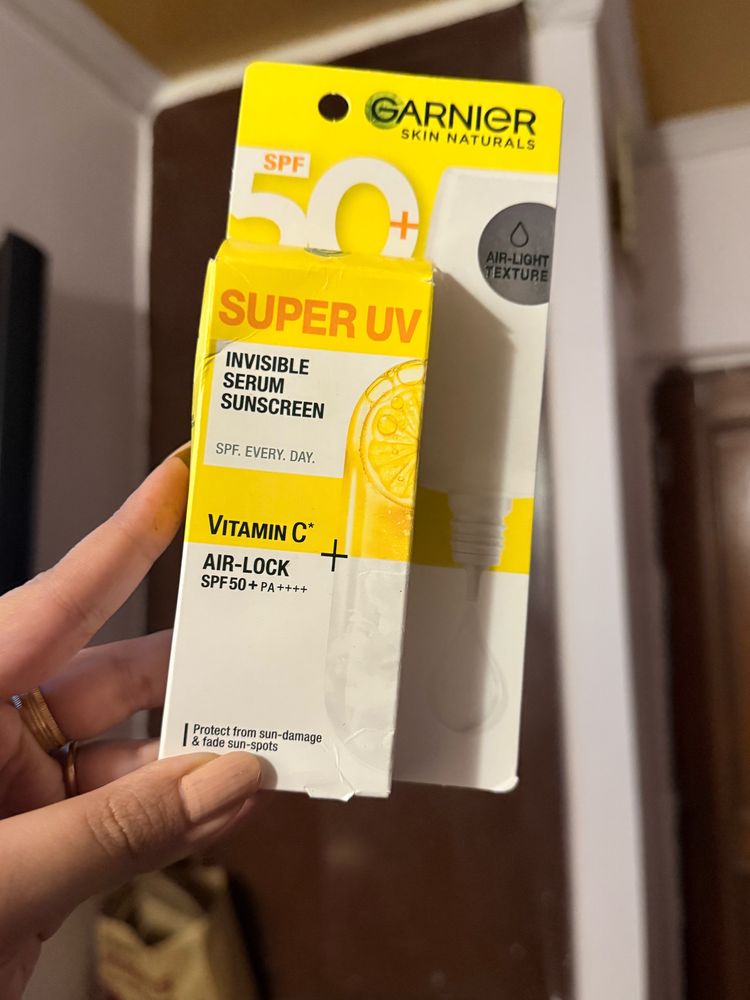 GARNIER
SKIN NATURALS
SPF
50+
AIR-LIGHT
TEXTURE
SUPER UV
INVISIBLE
SERUM
SUNSCREEN
SPF. EVERY. DAY.
VITAMIN C*
+
AIR-LOCK
SPF50+ PA++++
Protect from sun-damage
& fade sun-spots